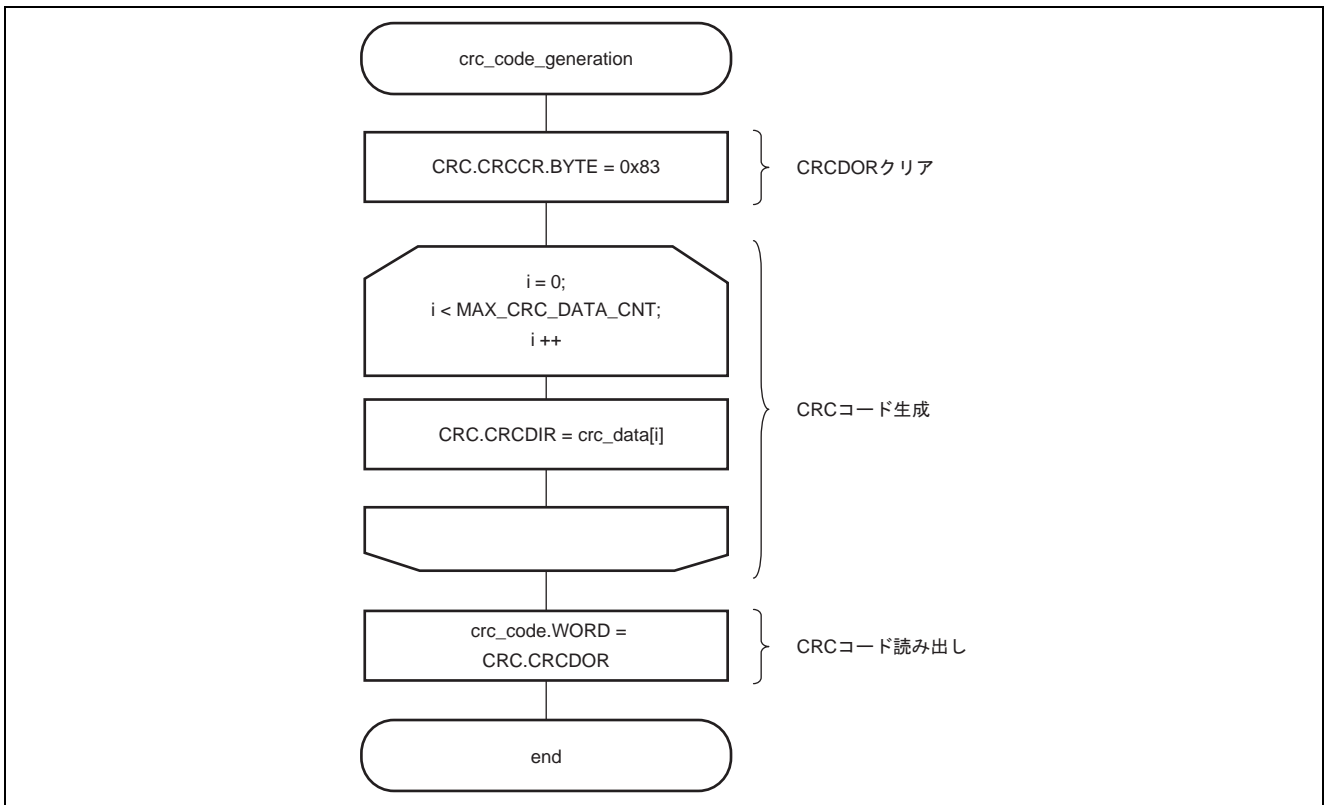 crc_code_generation
CRC.CRCCR.BYTE = 0x83
CRCDORクリア
i = 0;
i < MAX_CRC_DATA_CNT;
i ++
CRC.CRCDIR = crc_data[i]
CRCコード生成
crc_code.WORD =
CRC.CRCDOR
CRCコード読み出し
end